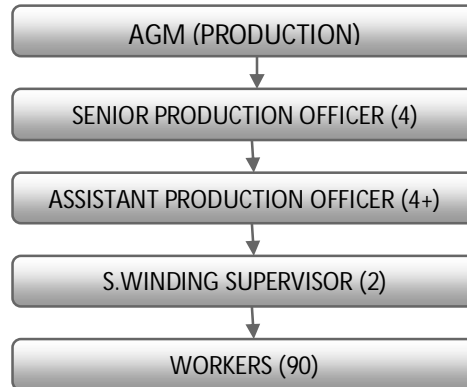 AGM (PRODUCTION)
SENIOR PRODUCTION OFFICER (4)
ASSISTANT PRODUCTION OFFICER (4+)
S.WINDING SUPERVISOR (2)
WORKERS (90)